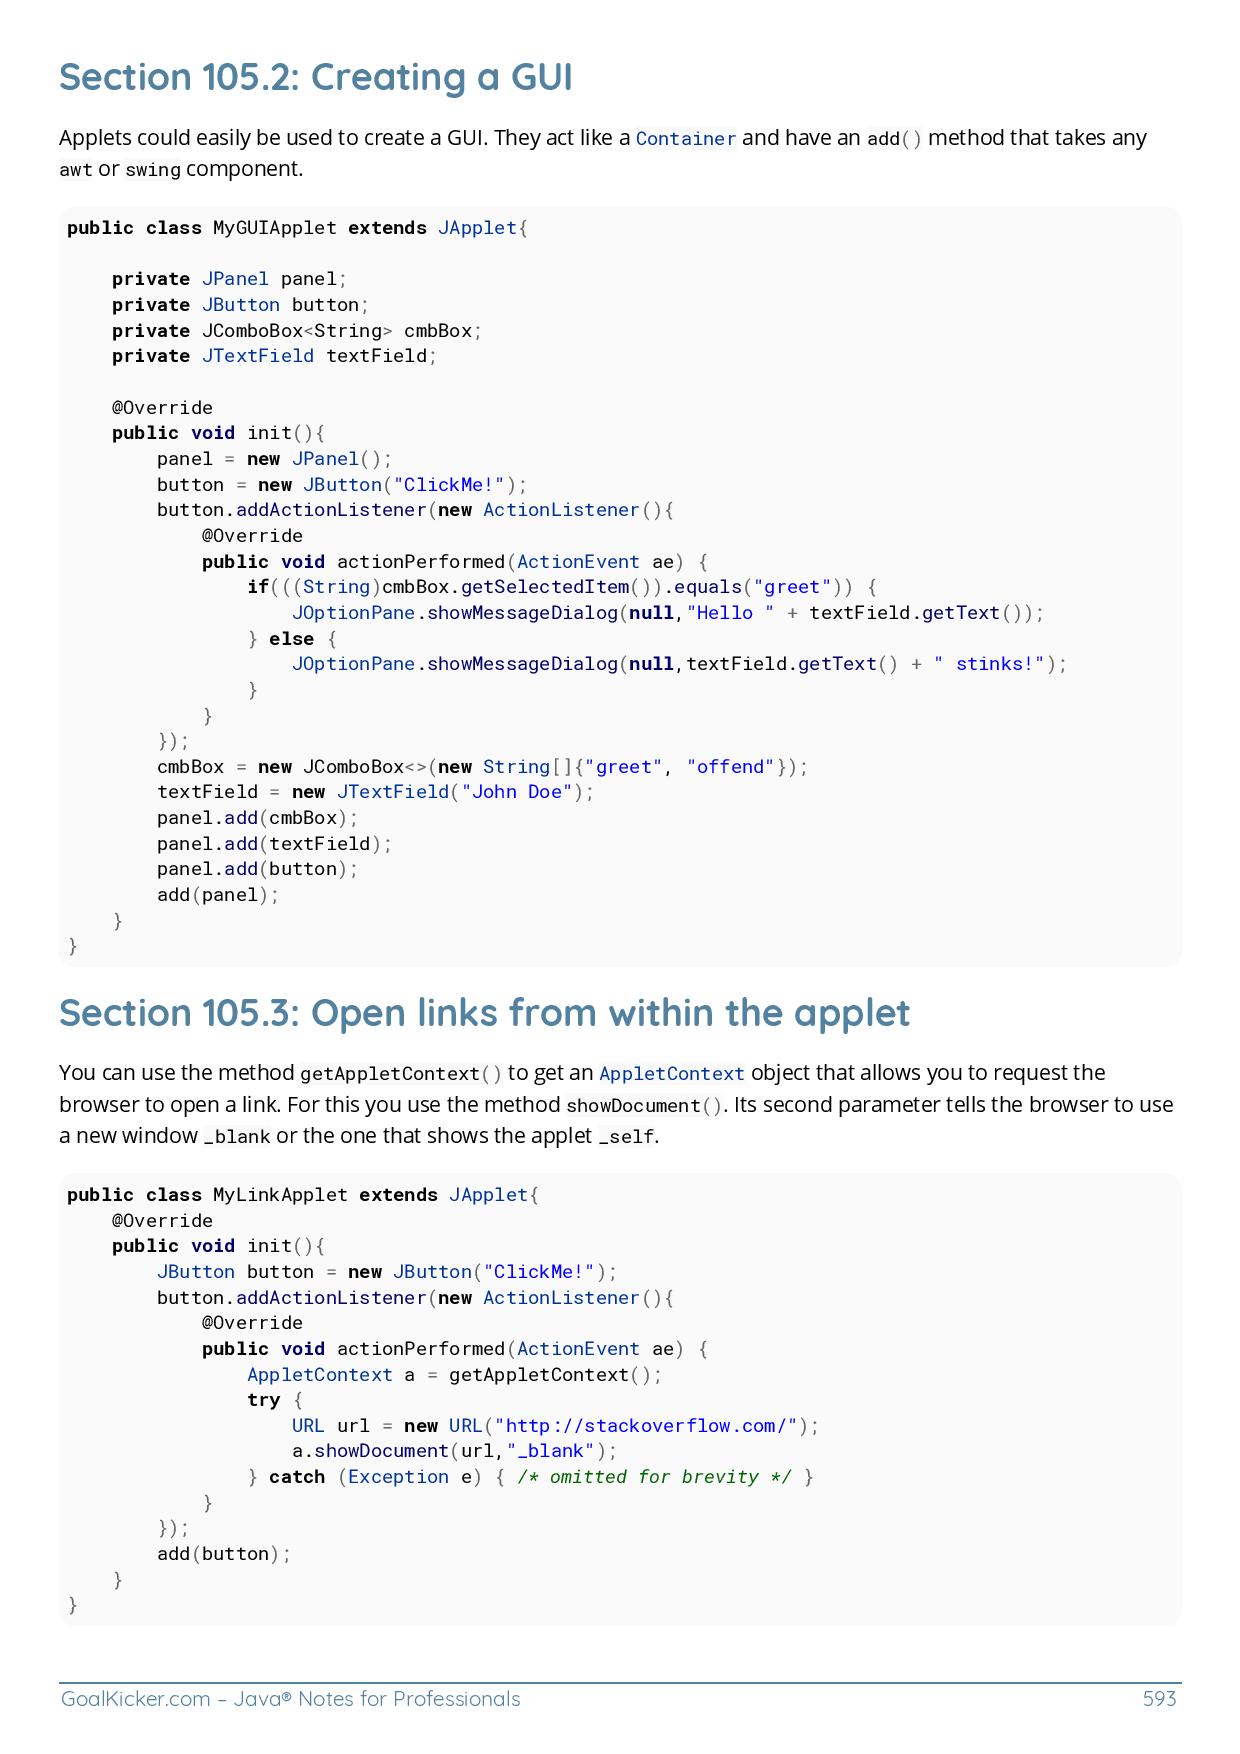 Section 105.2: Creating a GUI
Applets could easily be used to create a GUI. They act like a Container and have an add() method that takes any
awt or swing component.
public class MyGUIApplet extends JApplet{
    private JPanel panel;
    private JButton button;
    private JComboBox<String> cmbBox;
    private JTextField textField;
    @Override
    public void init(){
        panel = new JPanel();
        button = new JButton("ClickMe!");
        button.addActionListener(new ActionListener(){
            @Override
            public void actionPerformed(ActionEvent ae) {
                if(((String)cmbBox.getSelectedItem()).equals("greet")) {
                    JOptionPane.showMessageDialog(null,"Hello " + textField.getText());
                } else {
                    JOptionPane.showMessageDialog(null,textField.getText() + " stinks!");
                }
            }
        });
        cmbBox = new JComboBox<>(new String[]{"greet", "offend"});
        textField = new JTextField("John Doe");
        panel.add(cmbBox);
        panel.add(textField);
        panel.add(button);
        add(panel);
    }
}
Section 105.3: Open links from within the applet
You can use the method getAppletContext() to get an AppletContext object that allows you to request the
browser to open a link. For this you use the method showDocument(). Its second parameter tells the browser to use
a new window _blank or the one that shows the applet _self.
public class MyLinkApplet extends JApplet{
    @Override
    public void init(){
        JButton button = new JButton("ClickMe!");
        button.addActionListener(new ActionListener(){
            @Override
            public void actionPerformed(ActionEvent ae) {
                AppletContext a = getAppletContext();
                try {
                    URL url = new URL("http://stackoverflow.com/");
                    a.showDocument(url,"_blank");
                } catch (Exception e) { /* omitted for brevity */ }
            }
        });
        add(button);
    }
}
GoalKicker.com – Java® Notes for Professionals 593